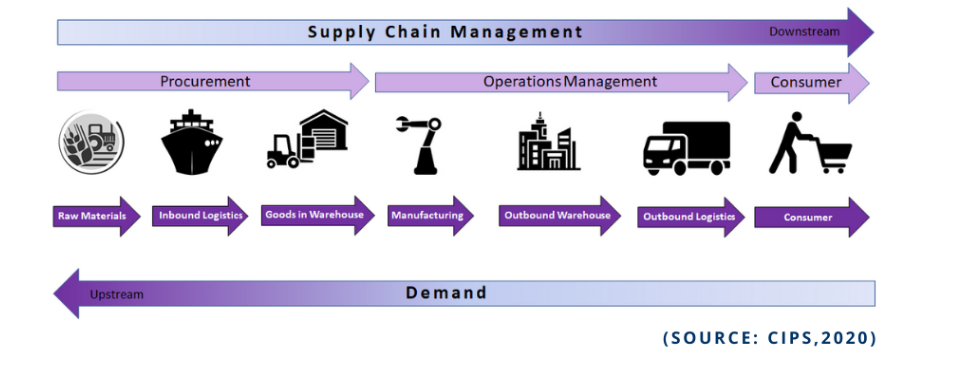 Supply Chain Management
Downstream
Procurement
Operations Management
Consumer
Raw Materials
Inbound Logistics
Goods in Warehouse
Manufacturing
Outbound Warehouse
Outbound Logistics
Consumer
Upstream
Demand
(SOURCE: CIPS,2020)